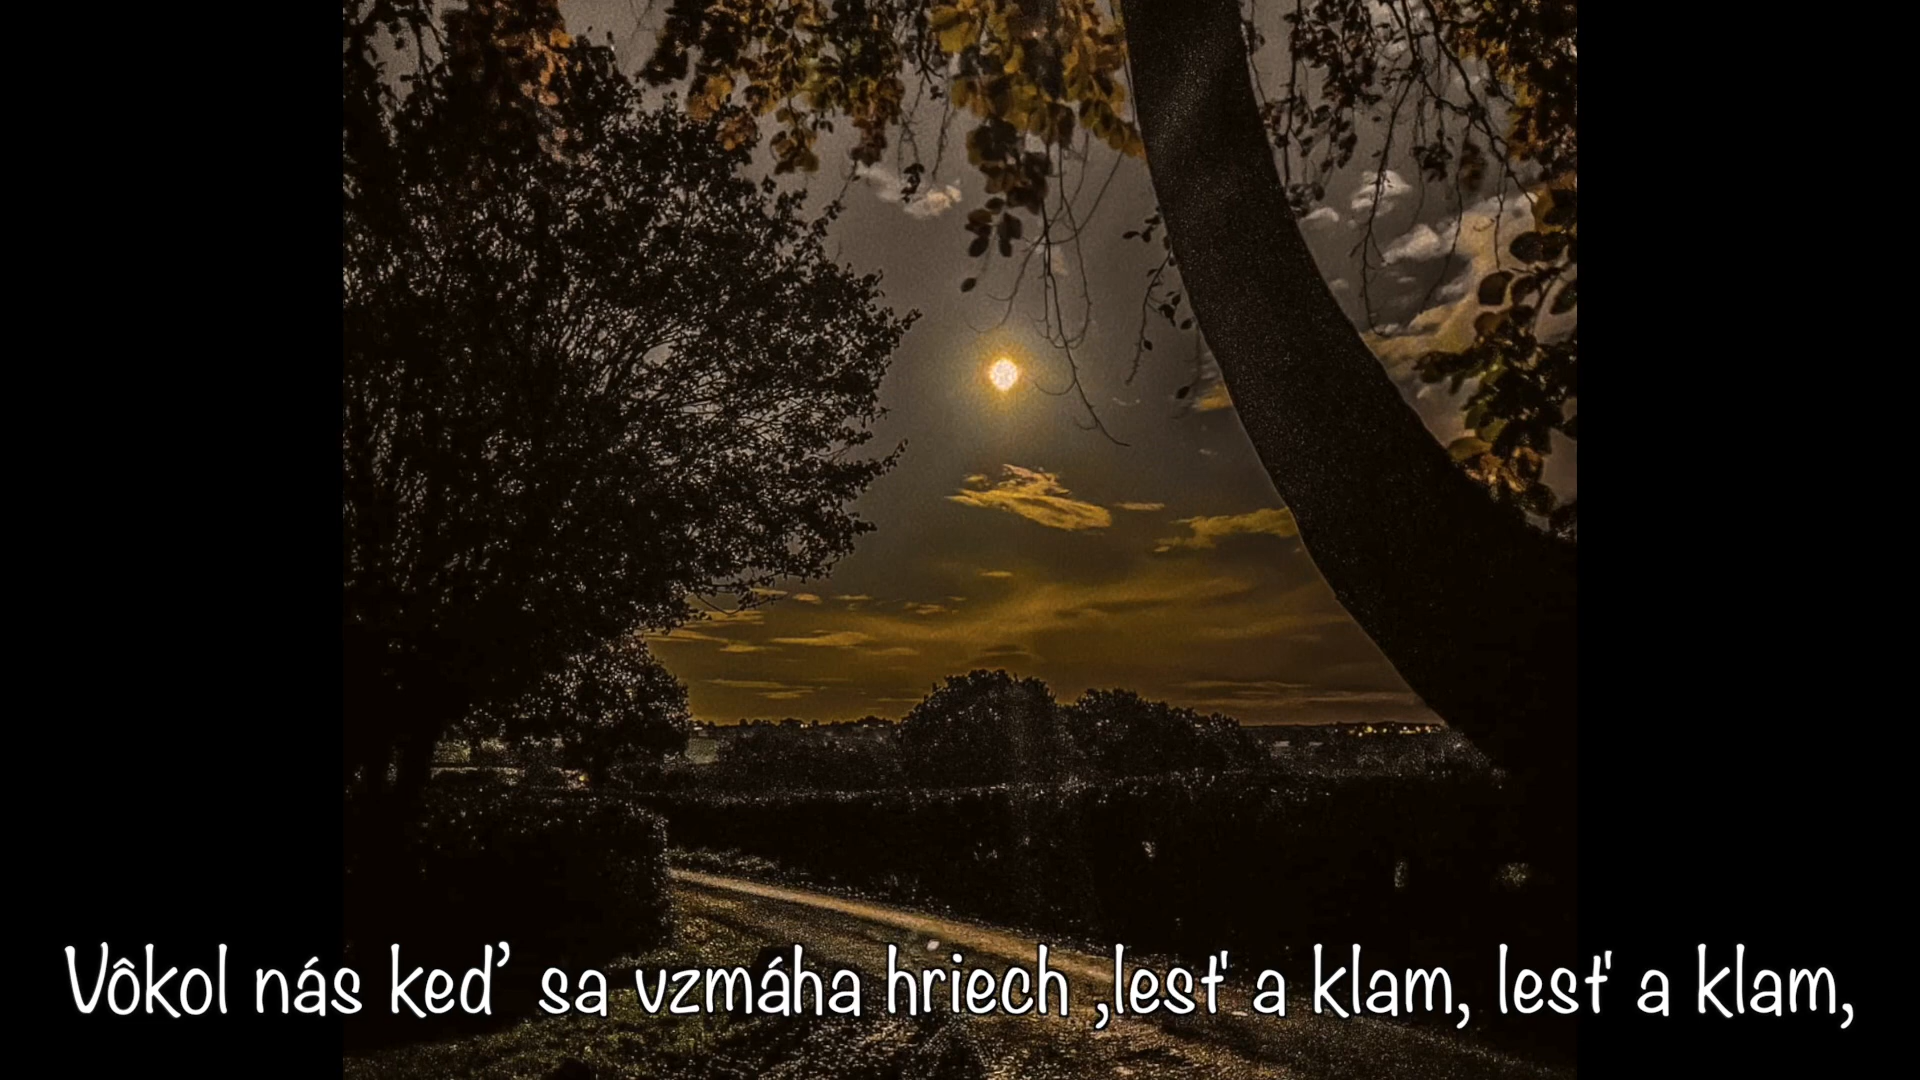 Vôkol nás keď sa vzmáha hriech ,lesť a klam, lesť a klam,